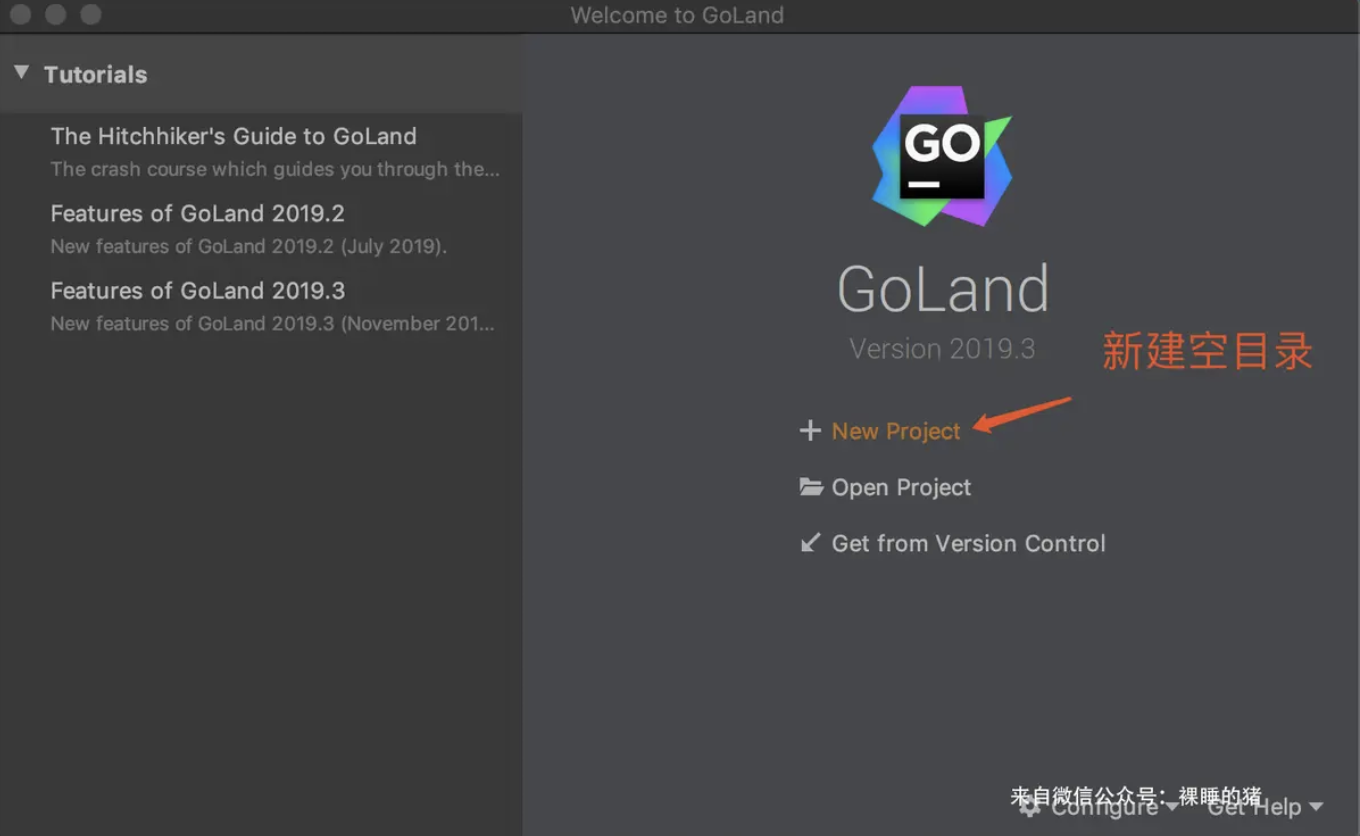 Welcome to GoLand
Tutorials
The Hitchhiker's Guide to GoLand
The crash course which guides you through the...
Features of GoLand 2019.2
New features of GoLand 2019.2 (July 2019).
Features of GoLand 2019.3
New features of GoLand 2019.3 (November 201...
GO
GoLand
Version 2019.3
新建空目录
New Project
Open Project
Get from Version Control
来自微信公众号：裸睡的猪
Configure
Get Help